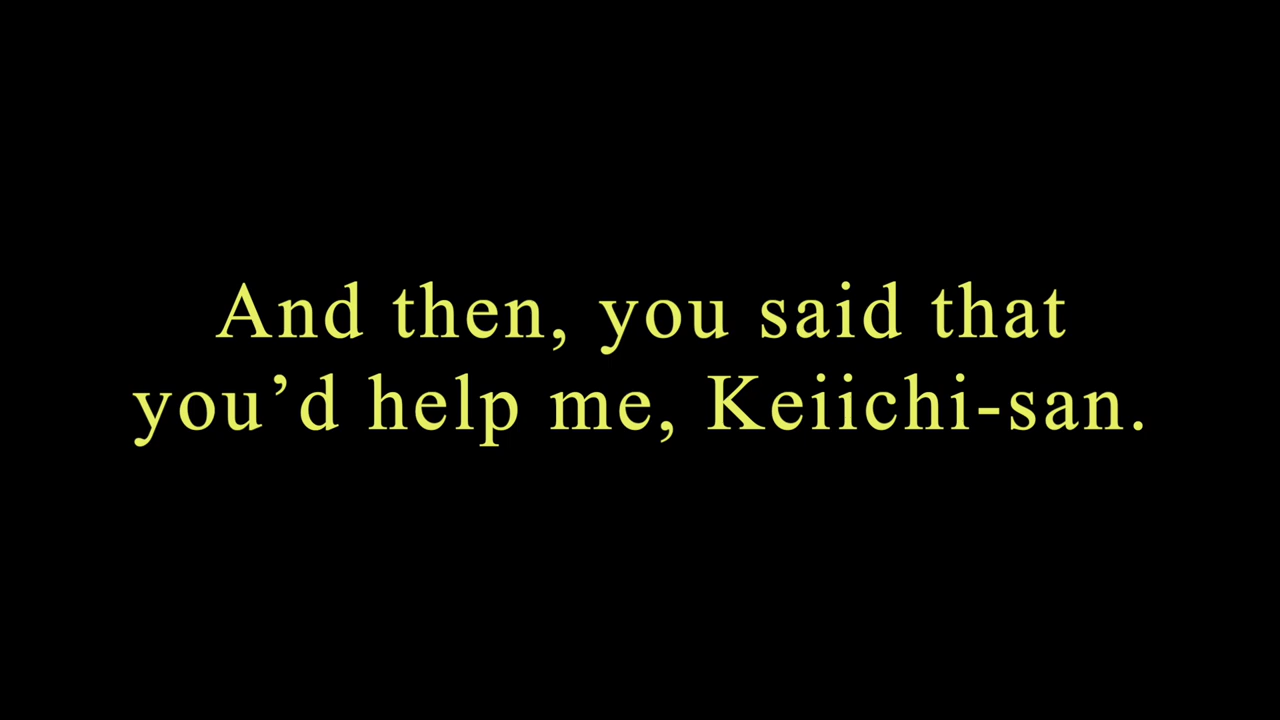 And then, you said that
you’d help me, Keiichi-san.